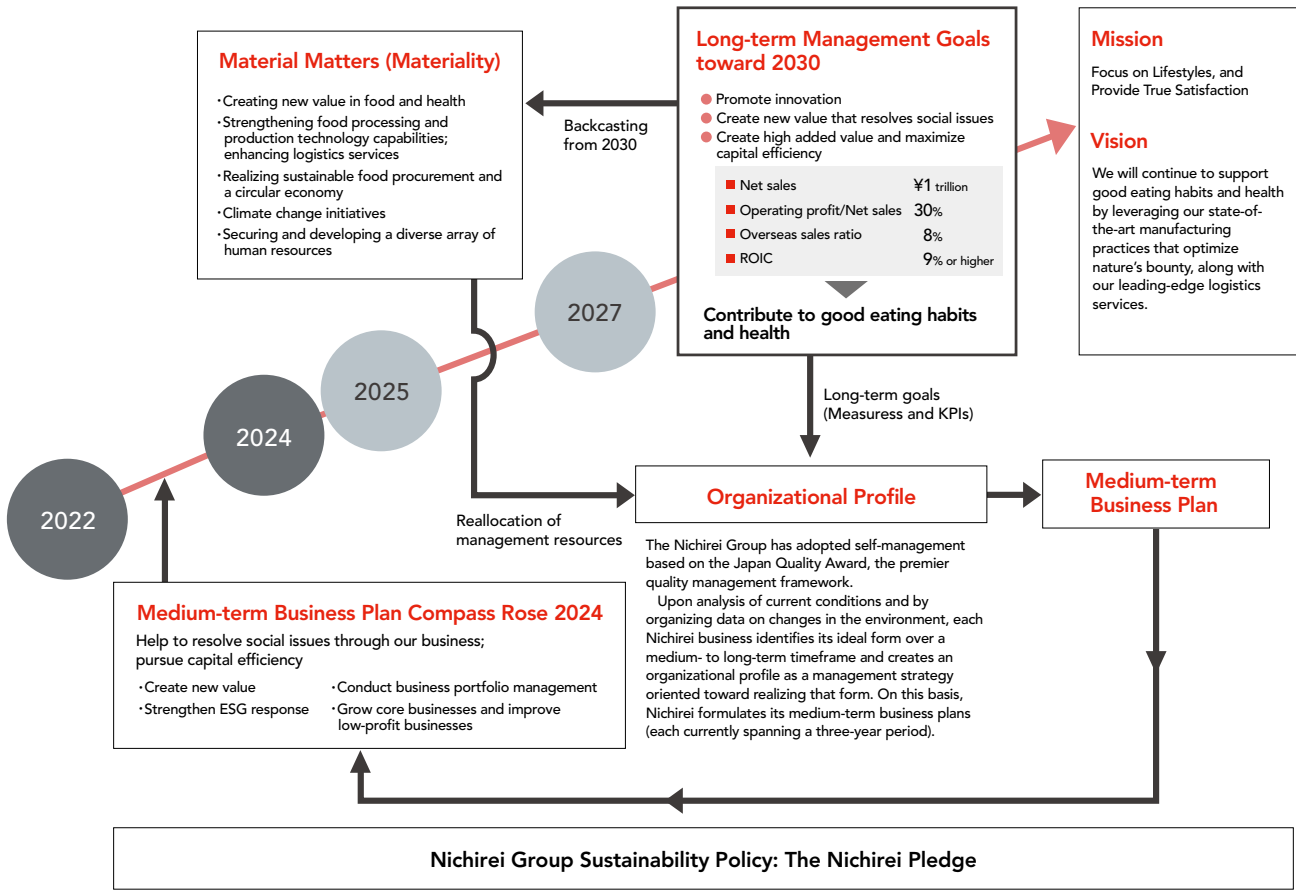 Material Matters (Materiality)
・Creating new value in food and health
・Strengthening food processing and
production technology capabilities;
enhancing logistics services
・Realizing sustainable food procurement and
a circular economy
・Climate change initiatives
・Securing and developing a diverse array of
human resources
Backcasting
from 2030
Long-term Management Goals
toward 2030
Promote innovation
Create new value that resolves social issues
Create high added value and maximize
capital efficiency
Net sales ¥1 trillion
Operating profit/Net sales 30%
Overseas sales ratio 8%
ROIC 9% or higher
Contribute to good eating habits
and health
Mission
Focus on Lifestyles, and
Provide True Satisfaction
Vision
We will continue to support
good eating habits and health
by leveraging our state-of-
the-art manufacturing
practices that optimize
nature's bounty, along with
our leading-edge logistics
services.
2022
2024
2025
2027
Long-term goals
(Measuress and KPIs)
Reallocation of
management resources
Organizational Profile
The Nichirei Group has adopted self-management
based on the Japan Quality Award, the premier
quality management framework.
Upon analysis of current conditions and by
organizing data on changes in the environment, each
Nichirei business identifies its ideal form over a
medium- to long-term timeframe and creates an
organizational profile as a management strategy
oriented toward realizing that form. On this basis,
Nichirei formulates its medium-term business plans
(each currently spanning a three-year period).
Medium-term
Business Plan
Medium-term Business Plan Compass Rose 2024
Help to resolve social issues through our business;
pursue capital efficiency
・Create new value
・Strengthen ESG response
・Conduct business portfolio management
・Grow core businesses and improve
low-profit businesses
Nichirei Group Sustainability Policy: The Nichirei Pledge